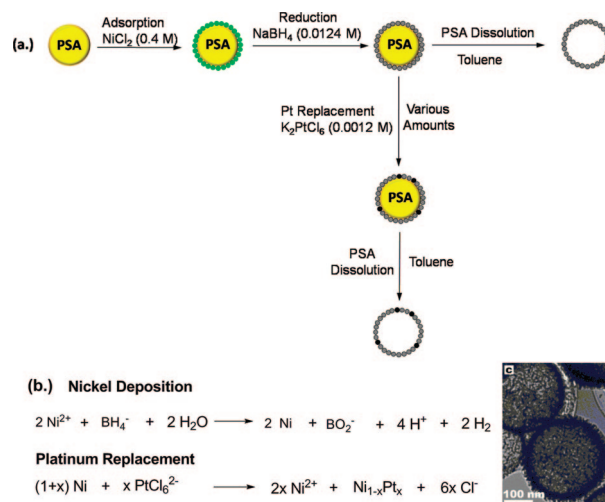 (a.)
PSA
Adsorption
NiCl₂ (0.4 M)
PSA
Reduction
NaBH₄ (0.0124 M)
PSA
PSA Dissolution
Toluene
Pt Replacement
K₂PtCl₆ (0.0012 M)
Various
Amounts
PSA
PSA
Dissolution
Toluene
(b.) Nickel Deposition
2 Ni²⁺ + BH₄⁻ + 2 H₂O → 2 Ni + BO₂⁻ + 4 H⁺ + 2 H₂
Platinum Replacement
(1+x) Ni + x PtCl₆²⁻ → 2x Ni²⁺ + Ni₁₋ₓPtₓ + 6x Cl⁻
c
100 nm